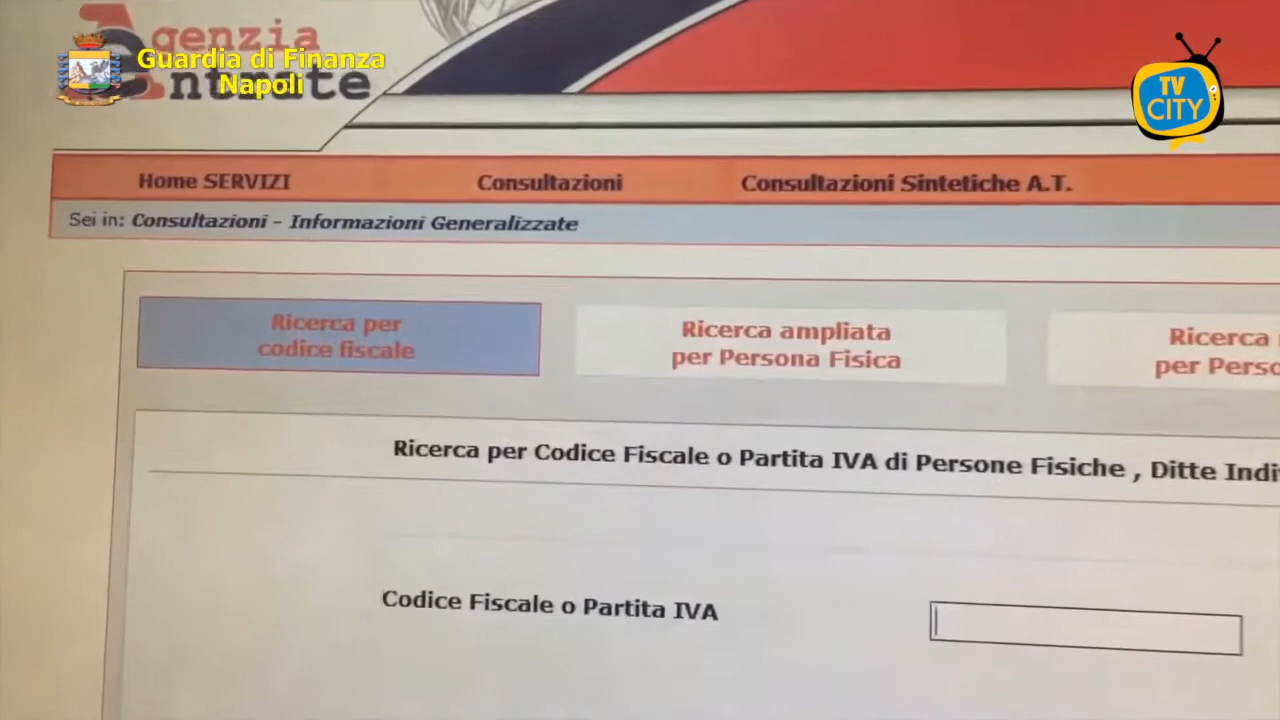 Agenzia
Entrate
Guardia di Finanza
Napoli
TV
CITY
Home SERVIZI
Consultazioni
Consultazioni Sintetiche A.T.
Sei in: Consultazioni - Informazioni Generalizzate
Ricerca per
codice fiscale
Ricerca ampliata
per Persona Fisica
Ricerca
per Perso
Ricerca per Codice Fiscale o Partita IVA di Persone Fisiche , Ditte Indi
Codice Fiscale o Partita IVA